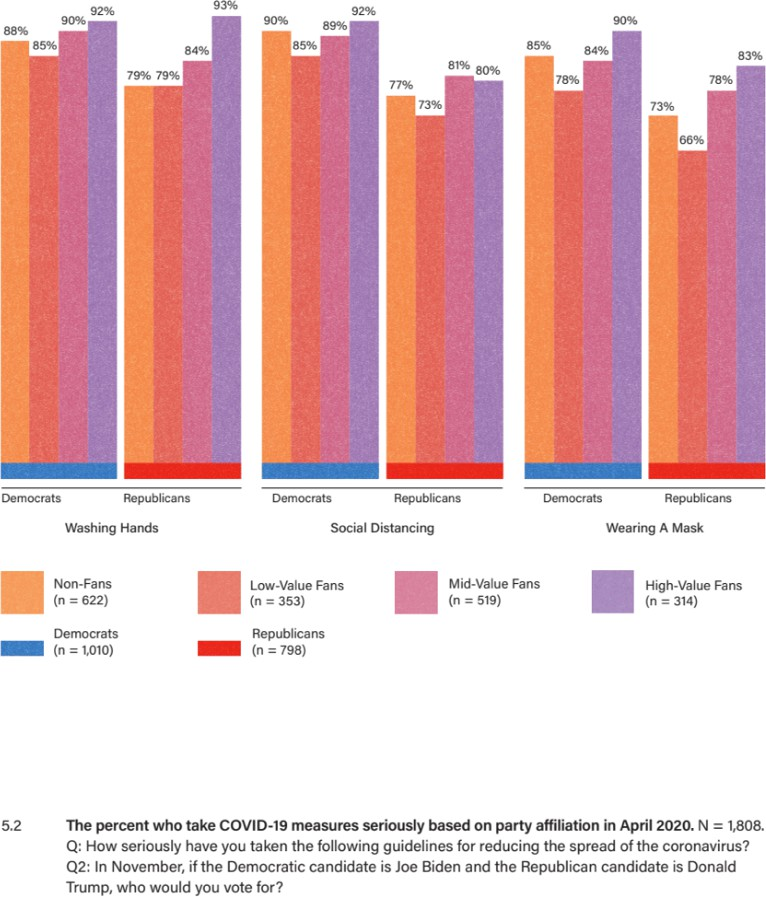 88% 85% 90% 92%
79% 79% 84% 93%
90% 85% 89% 92%
77% 73% 81% 80%
85% 78% 84% 90%
73% 66% 78% 83%
Democrats Republicans Democrats Republicans Democrats Republicans
Washing Hands Social Distancing Wearing A Mask
Non-Fans
(n = 622)
Low-Value Fans
(n = 353)
Mid-Value Fans
(n = 519)
High-Value Fans
(n = 314)
Democrats
(n = 1,010)
Republicans
(n = 798)
5.2 The percent who take COVID-19 measures seriously based on party affiliation in April 2020. N = 1,808.
Q: How seriously have you taken the following guidelines for reducing the spread of the coronavirus?
Q2: In November, if the Democratic candidate is Joe Biden and the Republican candidate is Donald
Trump, who would you vote for?